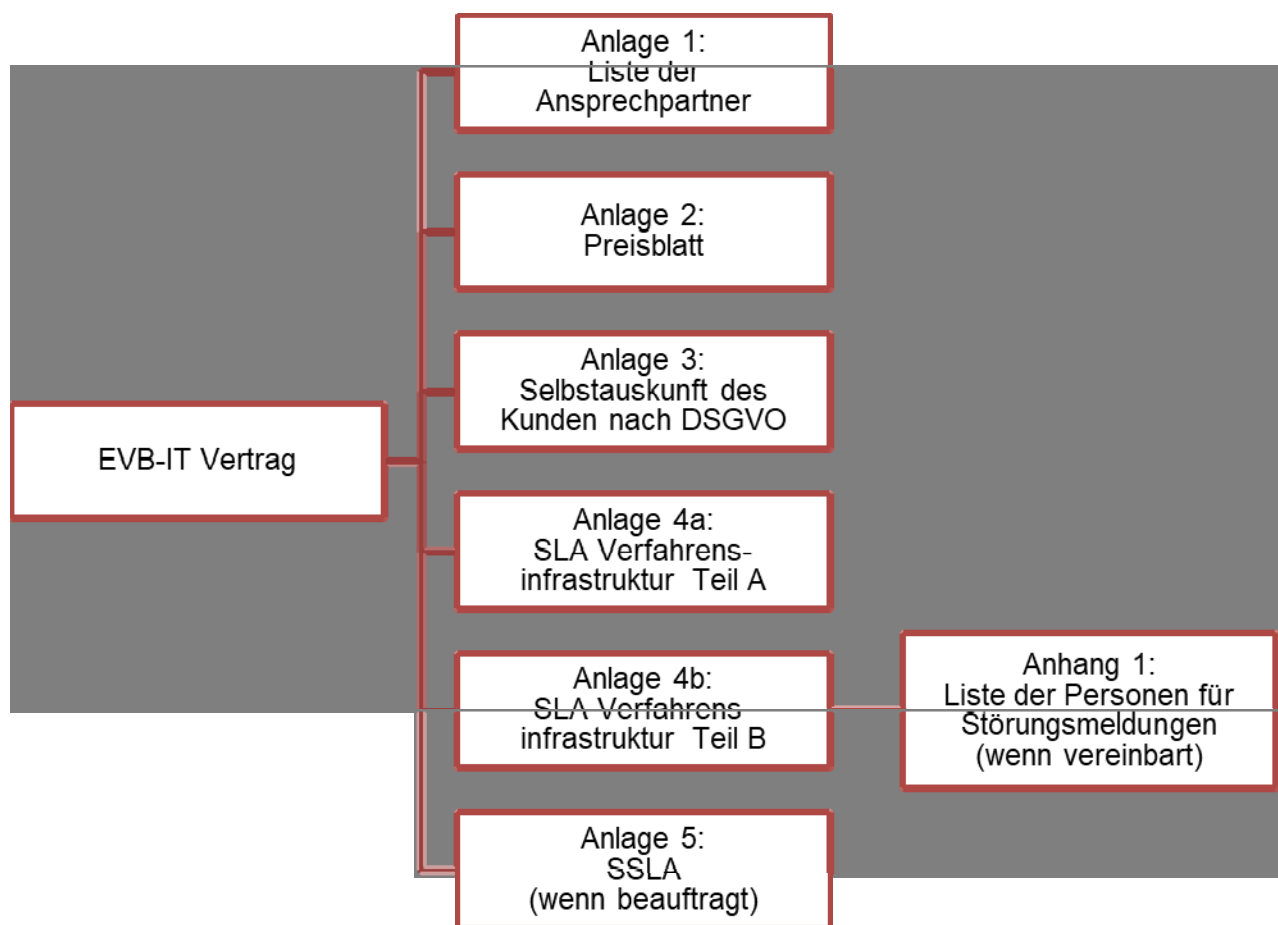 Anlage 1:
Liste der
Ansprechpartner
Anlage 2:
Preisblatt
Anlage 3:
Selbstauskunft des
Kunden nach DSGVO
EVB-IT Vertrag
Anlage 4a:
SLA Verfahrens-
infrastruktur Teil A
Anlage 4b:
SLA Verfahrens
infrastruktur Teil B
Anhang 1:
Liste der Personen für
Störungsmeldungen
(wenn vereinbart)
Anlage 5:
SSLA
(wenn beauftragt)